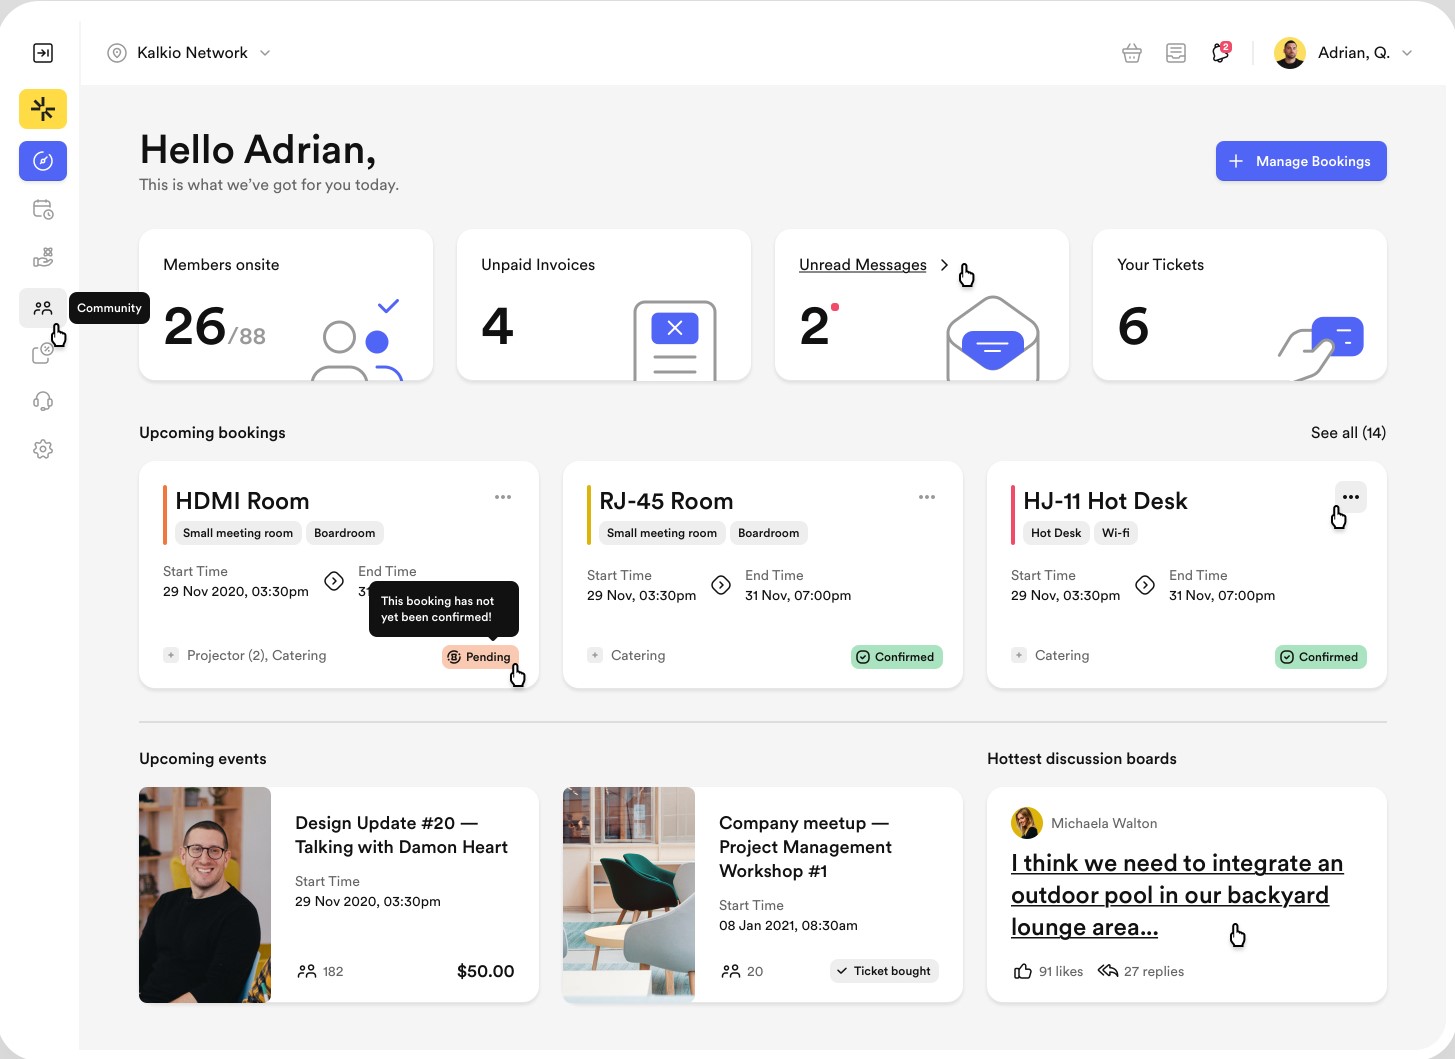 Kalkio Network
2
Adrian, Q.
Hello Adrian,
This is what we've got for you today.
Manage Bookings
Members onsite
26/88
Unpaid Invoices
4
Unread Messages
2
Your Tickets
6
Community
Upcoming bookings
See all (14)
HDMI Room
Small meeting room
Boardroom
Start Time
29 Nov 2020, 03:30pm
End Time
31
This booking has not
yet been confirmed!
+ Projector (2), Catering
Pending
RJ-45 Room
Small meeting room
Boardroom
Start Time
29 Nov, 03:30pm
End Time
31 Nov, 07:00pm
+ Catering
Confirmed
HJ-11 Hot Desk
Hot Desk
Wi-fi
Start Time
29 Nov, 03:30pm
End Time
31 Nov, 07:00pm
+ Catering
Confirmed
Upcoming events
Design Update #20 —
Talking with Damon Heart
Start Time
29 Nov 2020, 03:30pm
182
$50.00
Company meetup —
Project Management
Workshop #1
Start Time
08 Jan 2021, 08:30am
20
Ticket bought
Hottest discussion boards
Michaela Walton
I think we need to integrate an
outdoor pool in our backyard
lounge area...
91 likes
27 replies